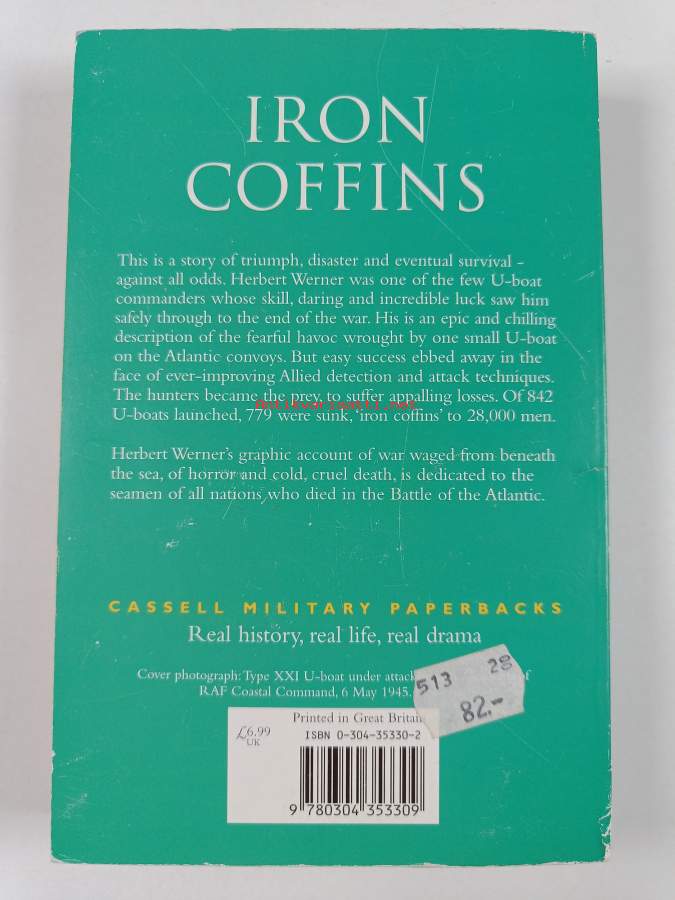 IRON
COFFINS
This is a story of triumph, disaster and eventual survival –
against all odds. Herbert Werner was one of the few U-boat
commanders whose skill, daring and incredible luck saw him
safely through to the end of the war. His is an epic and chilling
description of the fearful havoc wrought by one small U-boat
on the Atlantic convoys. But easy success ebbed away in the
face of ever-improving Allied detection and attack techniques.
The hunters became the prey, to suffer appalling losses. Of 842
antikvariaatti.net
U-boats launched, 779 were sunk, 'iron coffins' to 28,000 men.
Herbert Werner's graphic account of war waged from beneath
the sea, of horror and cold, cruel death, is dedicated to the
seamen of all nations who died in the Battle of the Atlantic.
CASSELL MILITARY PAPERBACKS
Real history, real life, real drama
Cover photograph: Type XXI U-boat under attack of
RAF Coastal Command, 6 May 1945.
513 28
82.-
£6.99
UK
Printed in Great Britain
ISBN 0-304-35330-2
9 780304 353309